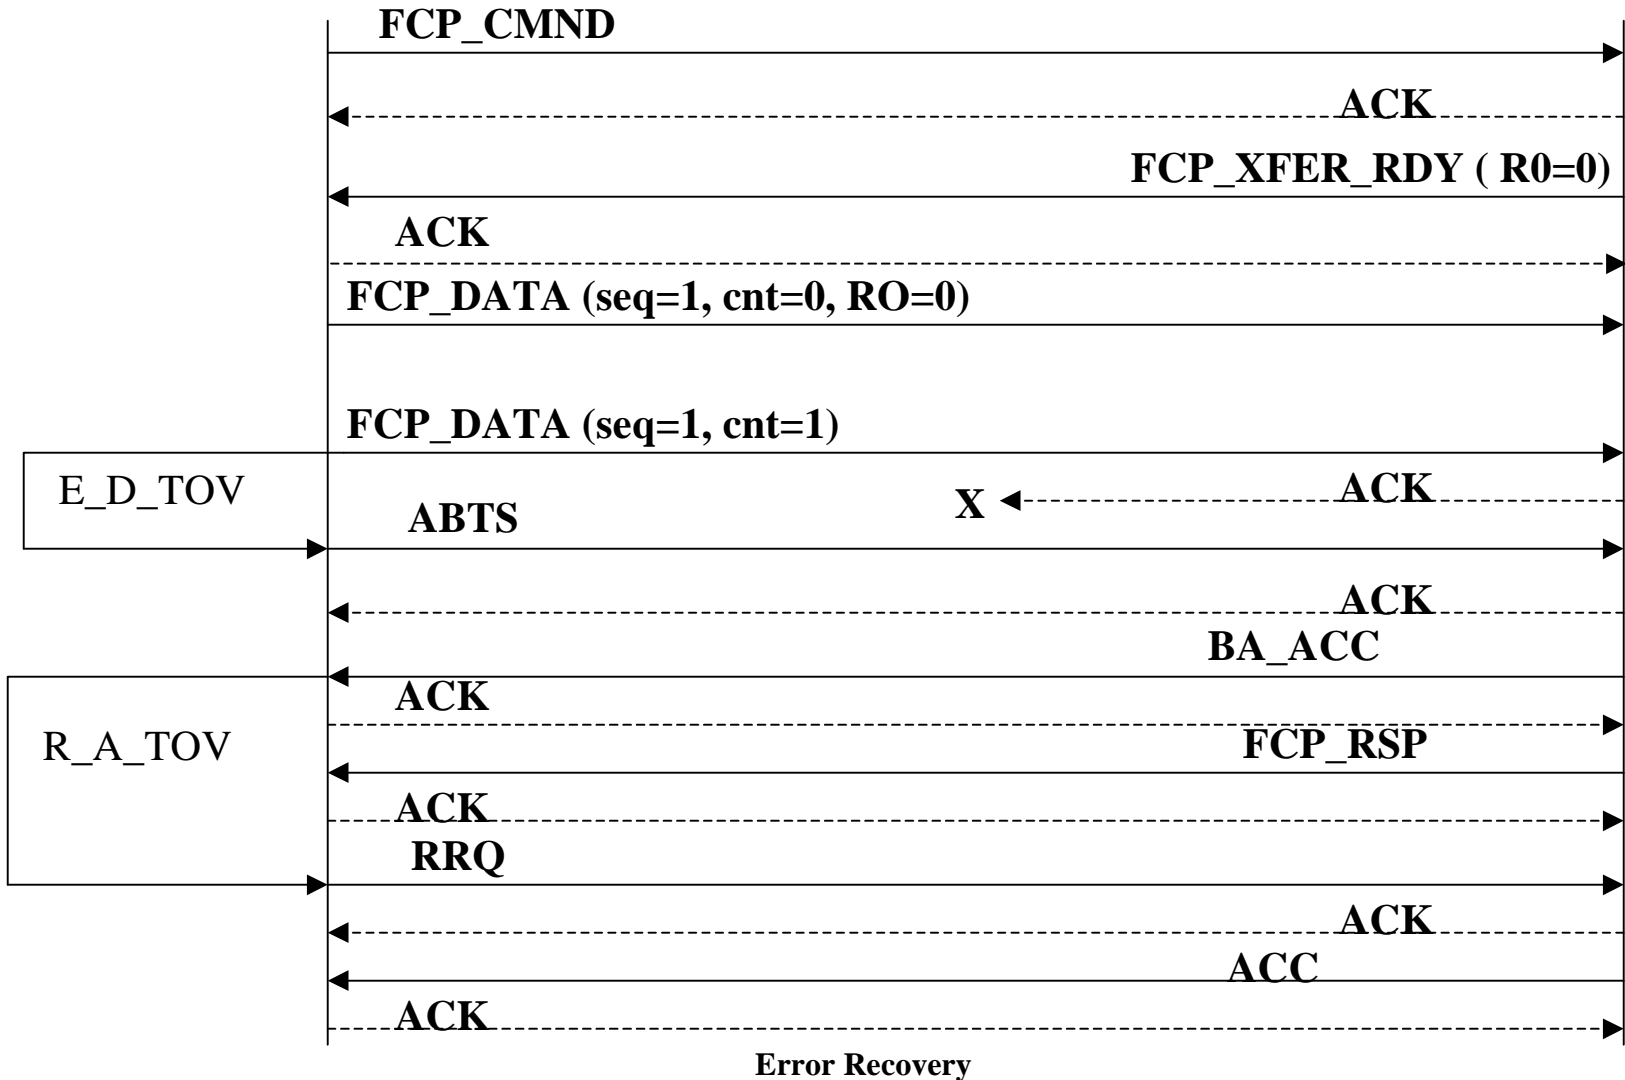 FCP_CMND
ACK
FCP_XFER_RDY ( R0=0)
ACK
FCP_DATA (seq=1, cnt=0, RO=0)
FCP_DATA (seq=1, cnt=1)
E_D_TOV
X
ACK
ABTS
ACK
BA_ACC
ACK
R_A_TOV
FCP_RSP
ACK
RRQ
ACK
ACC
ACK
Error Recovery